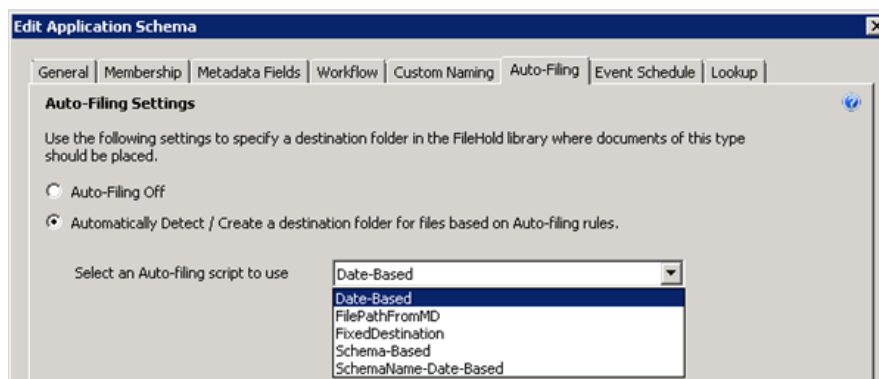 Edit Application Schema
General Membership Metadata Fields Workflow Custom Naming Auto-Filing Event Schedule Lookup
Auto-Filing Settings
Use the following settings to specify a destination folder in the FileHold library where documents of this type
should be placed.
Auto-Filing Off
Automatically Detect / Create a destination folder for files based on Auto-filing rules.
Select an Auto-filing script to use Date-Based
Date-Based
FilePathFromMD
FixedDestination
Schema-Based
SchemaName-Date-Based